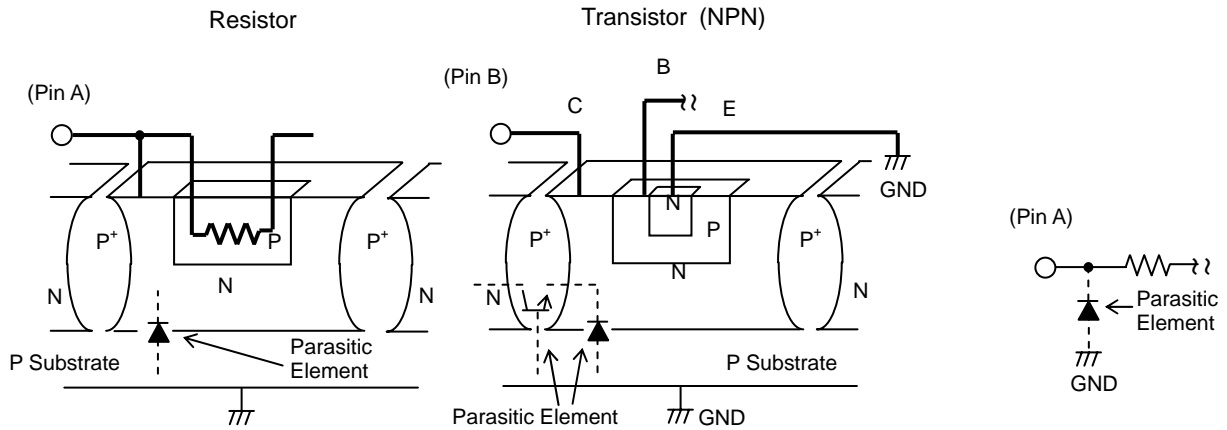 Resistor
Transistor (NPN)
(Pin A)
(Pin B)
C
B
E
GND
P+
N
P
N
P+
N
P Substrate
Parasitic
Element
P+
N
N
P
N
P+
N
P Substrate
Parasitic Element
GND
(Pin A)
Parasitic
Element
GND